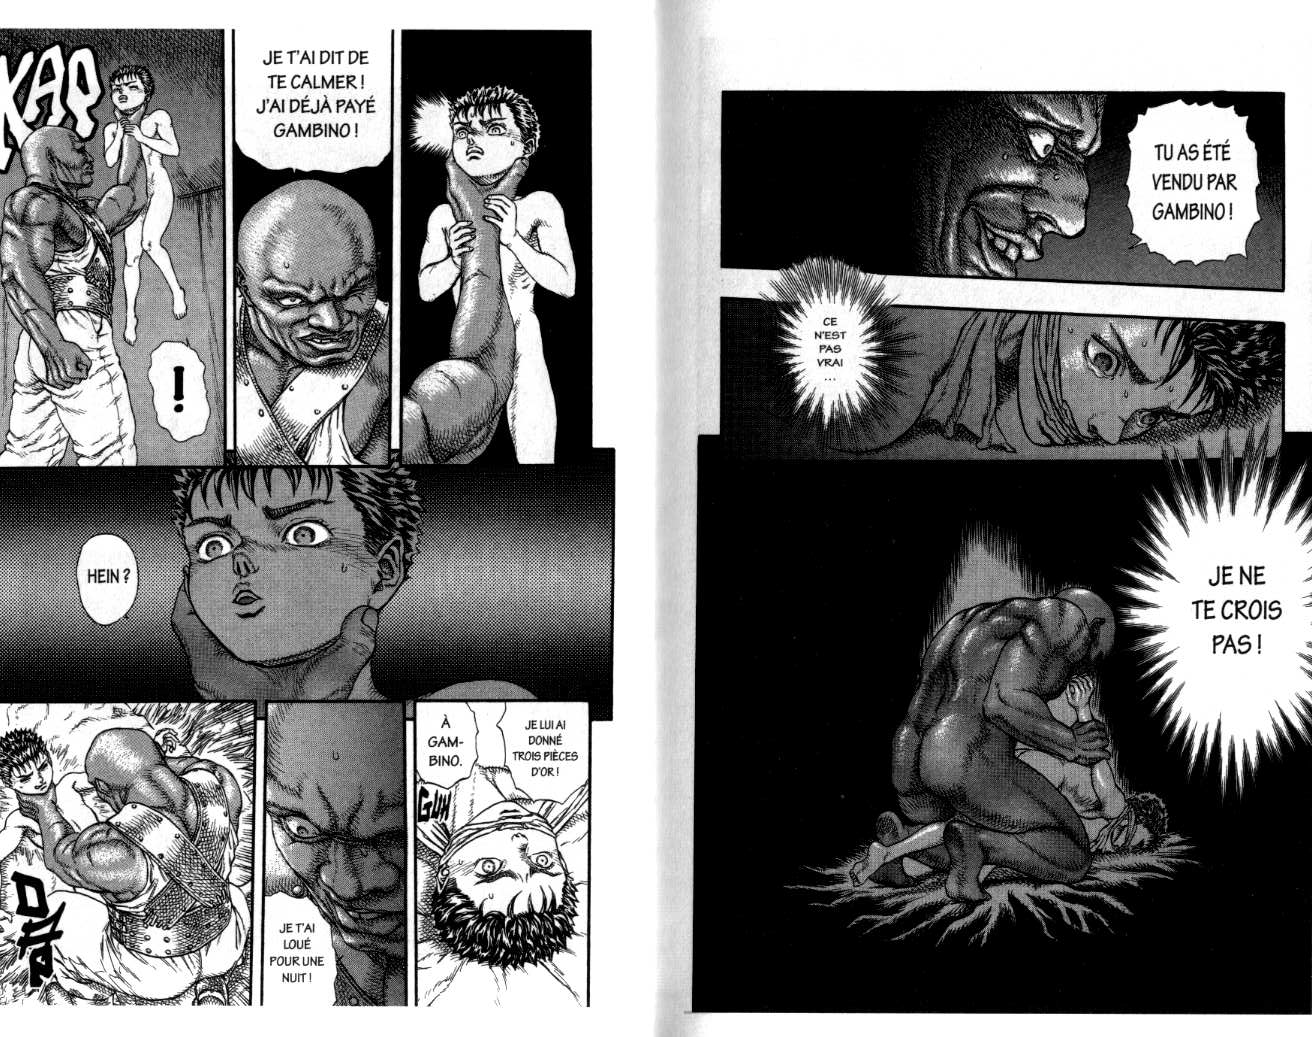 JE T'AI DIT DE
TE CALMER !
J'AI DÉJÀ PAYÉ
GAMBINO !
!
HEIN ?
JE LUI AI
DONNÉ
TROIS PIÈCES
D'OR !
À
GAM-
BINO.
JE T'AI
LOUÉ
POUR UNE
NUIT !
TU AS ÉTÉ
VENDU PAR
GAMBINO !
CE
N'EST
PAS
VRAI
...
JE NE
TE CROIS
PAS !